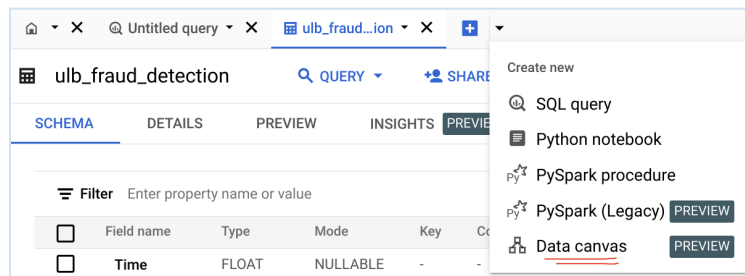 Untitled query
ulb_fraud...ion
ulb_fraud_detection
QUERY
SHARE
SCHEMA
DETAILS
PREVIEW
INSIGHTS
PREVIE
Filter Enter property name or value
Field name Type Mode Key Co
Time FLOAT NULLABLE - -
Create new
SQL query
Python notebook
PySpark procedure
PySpark (Legacy) PREVIEW
Data canvas PREVIEW